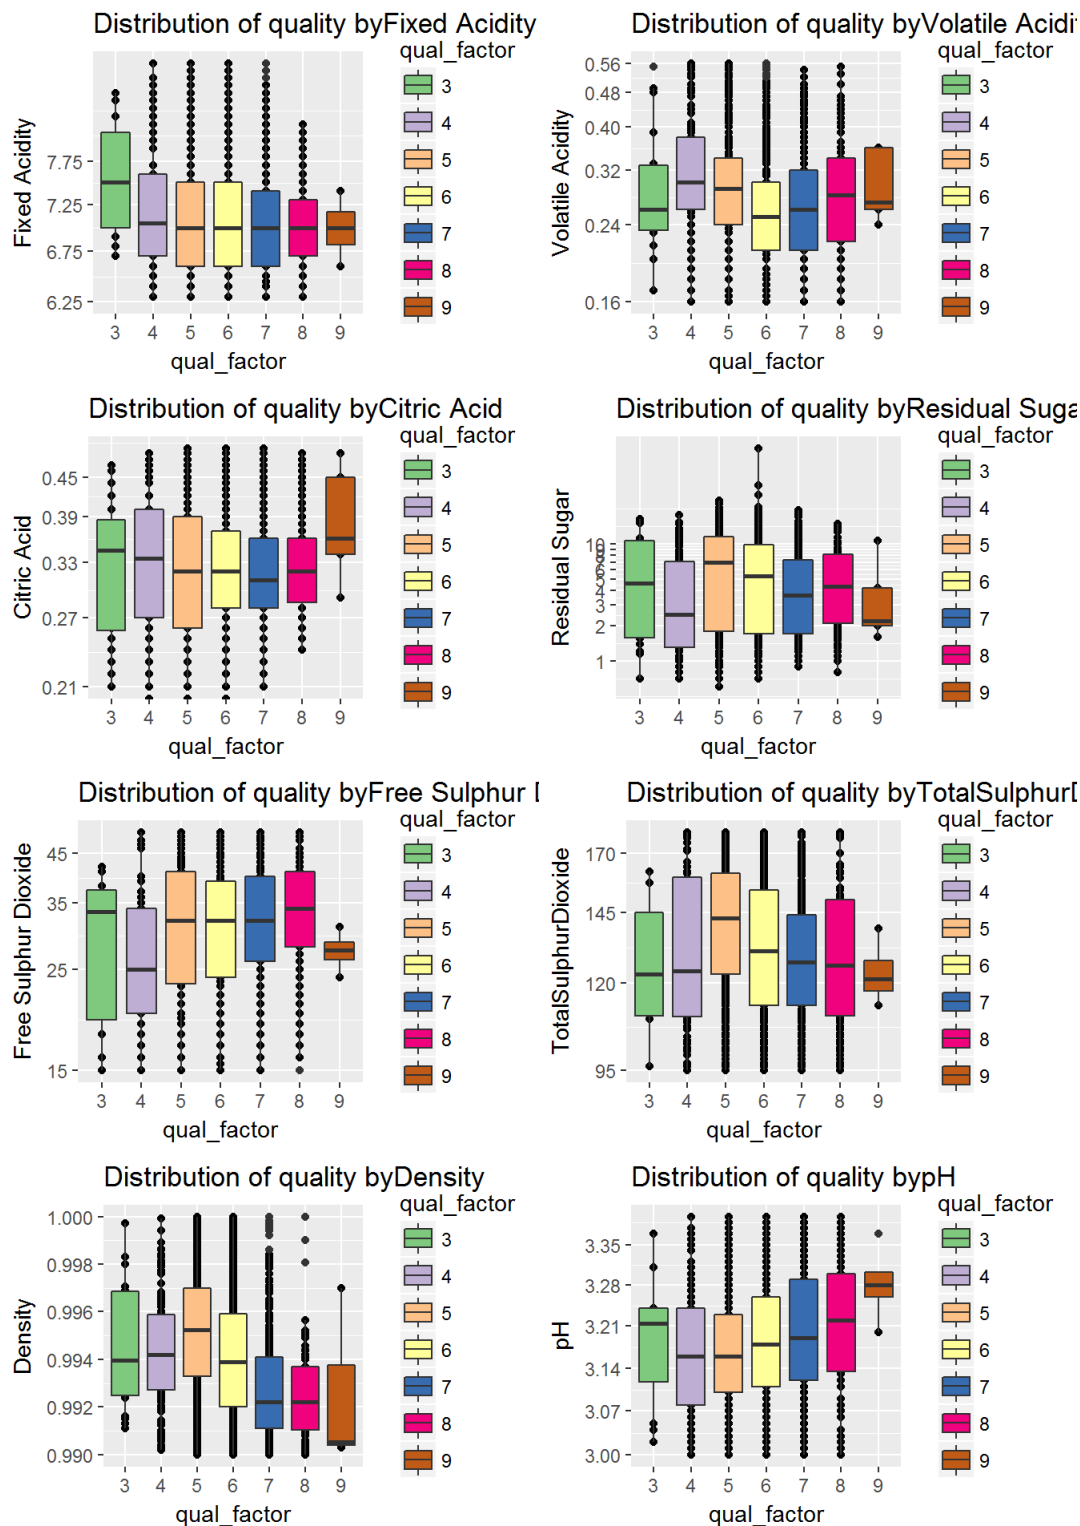 Distribution of quality byFixed Acidity
qual_factor
3
4
5
6
7
8
9
Fixed Acidity
7.75
7.25
6.75
6.25
3 4 5 6 7 8 9
qual_factor
Distribution of quality byVolatile Acidit
qual_factor
3
4
5
6
7
8
9
Volatile Acidity
0.56
0.48
0.40
0.32
0.24
0.16
3 4 5 6 7 8 9
qual_factor
Distribution of quality byCitric Acid
qual_factor
3
4
5
6
7
8
9
Citric Acid
0.45
0.39
0.33
0.27
0.21
3 4 5 6 7 8 9
qual_factor
Distribution of quality byResidual Suga
qual_factor
3
4
5
6
7
8
9
Residual Sugar
10
9
8
7
6
5
4
3
2
1
3 4 5 6 7 8 9
qual_factor
Distribution of quality byFree Sulphur
qual_factor
3
4
5
6
7
8
9
Free Sulphur Dioxide
45
35
25
15
3 4 5 6 7 8 9
qual_factor
Distribution of quality byTotalSulphurD
qual_factor
3
4
5
6
7
8
9
TotalSulphurDioxide
170
145
120
95
3 4 5 6 7 8 9
qual_factor
Distribution of quality byDensity
qual_factor
3
4
5
6
7
8
9
Density
1.000
0.998
0.996
0.994
0.992
0.990
3 4 5 6 7 8 9
qual_factor
Distribution of quality bypH
qual_factor
3
4
5
6
7
8
9
pH
3.35
3.28
3.21
3.14
3.07
3.00
3 4 5 6 7 8 9
qual_factor